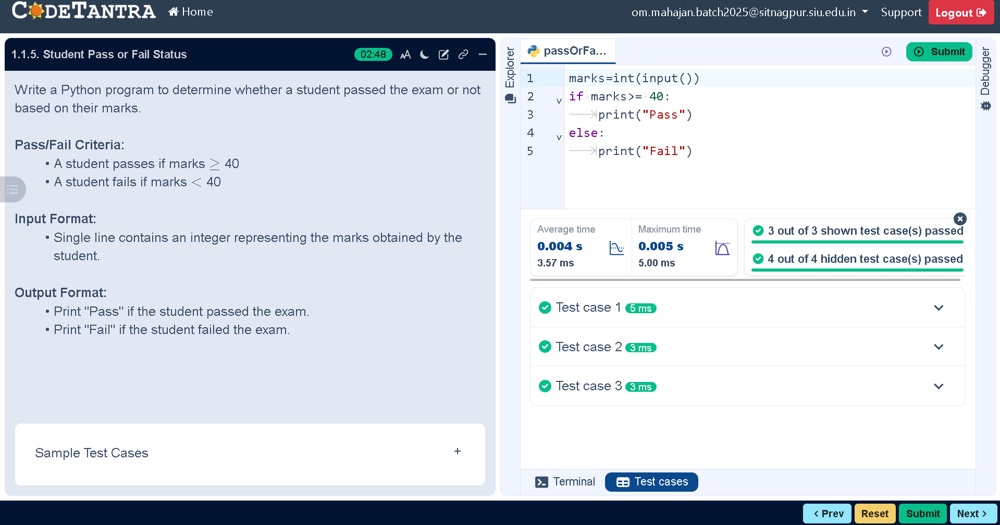 CODETANTRA
Home
om.mahajan.batch2025@sitnagpur.siu.edu.in
Support
Logout
1.1.5. Student Pass or Fail Status
02:48
AA
Write a Python program to determine whether a student passed the exam or not
based on their marks.
Pass/Fail Criteria:
• A student passes if marks ≥ 40
• A student fails if marks < 40
Input Format:
• Single line contains an integer representing the marks obtained by the
student.
Output Format:
• Print "Pass" if the student passed the exam.
• Print "Fail" if the student failed the exam.
Sample Test Cases
+
Explorer
passOrFa...
Submit
Debugger
1 marks=int(input())
2 if marks>= 40:
3 print("Pass")
4 else:
5 print("Fail")
Average time
0.004 s
3.57 ms
Maximum time
0.005 s
5.00 ms
3 out of 3 shown test case(s) passed
4 out of 4 hidden test case(s) passed
Test case 1 5 ms
Test case 2 3 ms
Test case 3 3 ms
Terminal
Test cases
< Prev
Reset
Submit
Next >